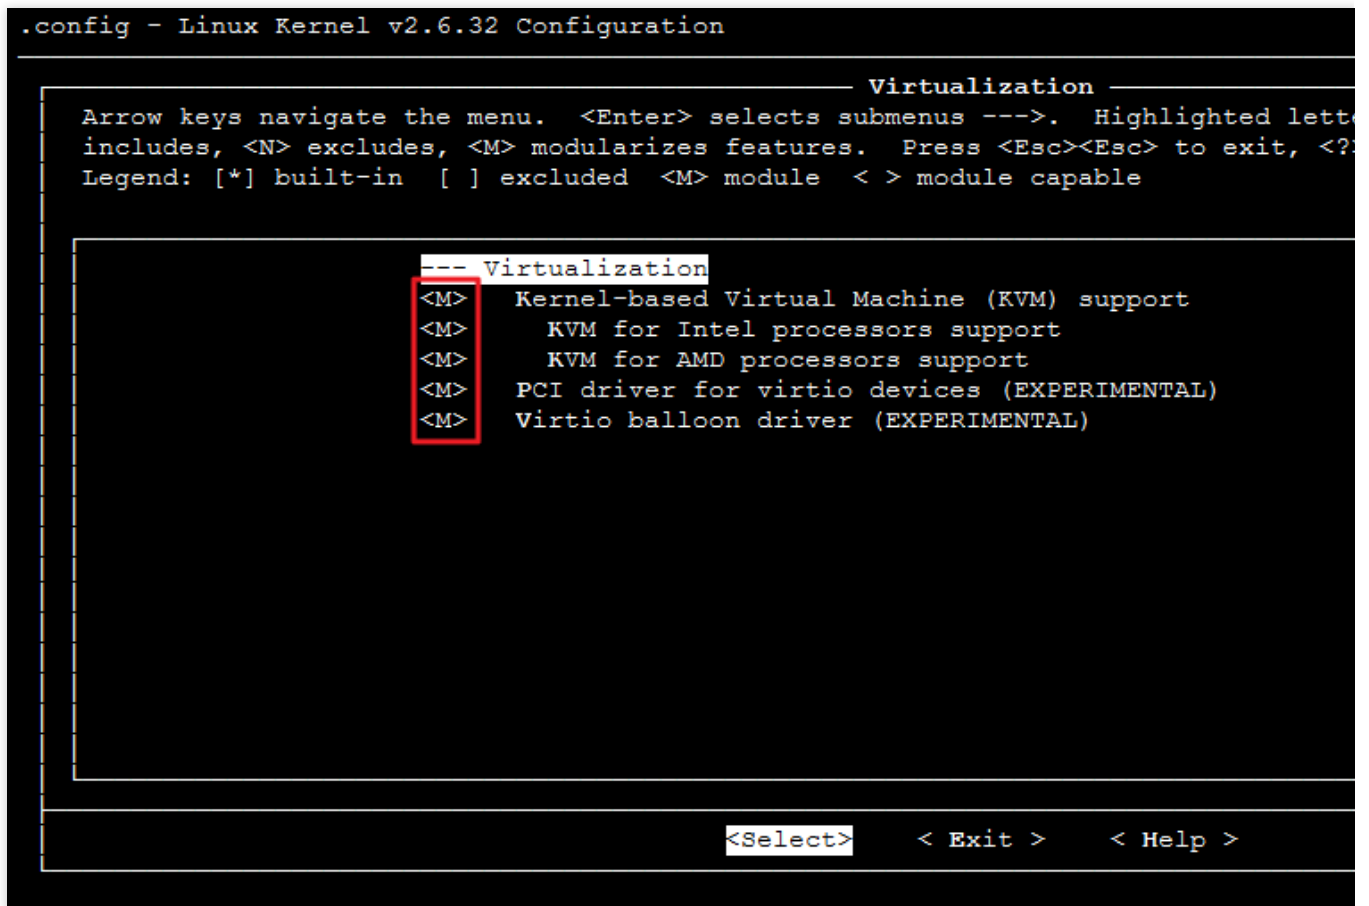 .config - Linux Kernel v2.6.32 Configuration
Virtualization
Arrow keys navigate the menu.  <Enter> selects submenus --->.  Highlighted lette
includes, <N> excludes, <M> modularizes features.  Press <Esc><Esc> to exit, <?>
Legend: [*] built-in  [ ] excluded  <M> module  < > module capable
--- Virtualization
<M>   Kernel-based Virtual Machine (KVM) support
<M>     KVM for Intel processors support
<M>     KVM for AMD processors support
<M>   PCI driver for virtio devices (EXPERIMENTAL)
<M>   Virtio balloon driver (EXPERIMENTAL)
<Select>    < Exit >    < Help >